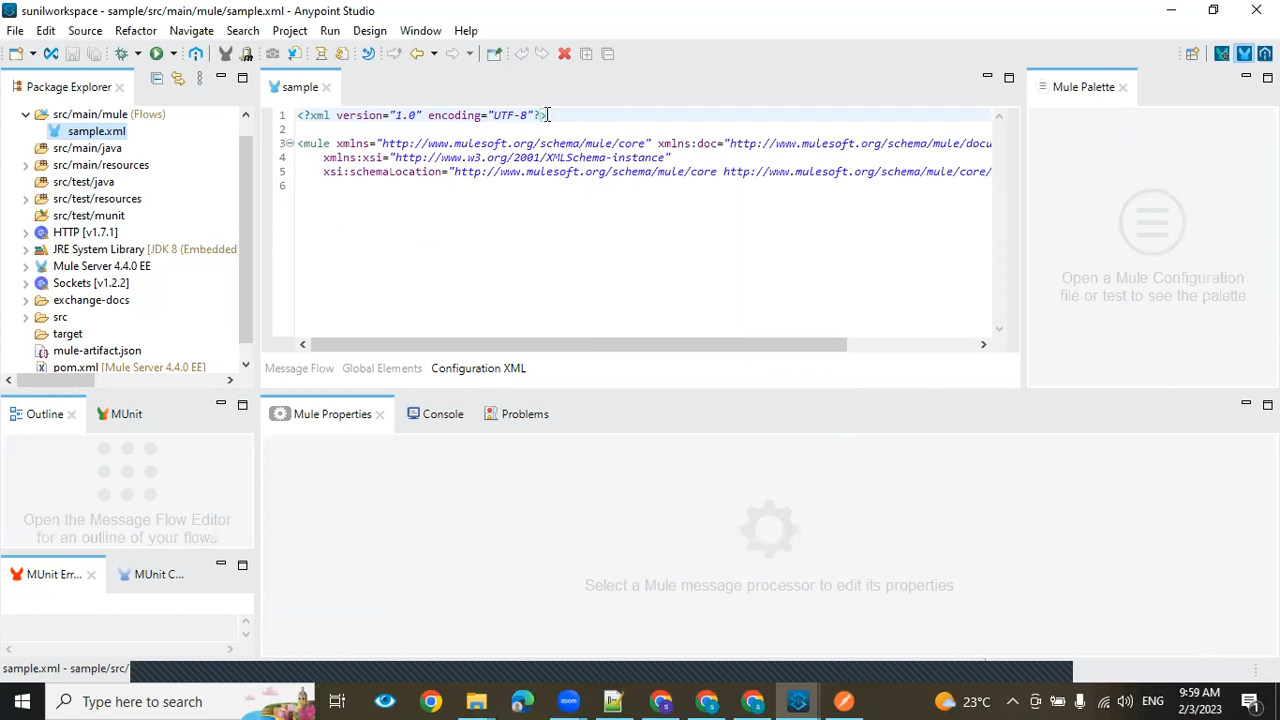 sunilworkspace - sample/src/main/mule/sample.xml - Anypoint Studio
File Edit Source Refactor Navigate Search Project Run Design Window Help
Package Explorer
src/main/mule (Flows)
sample.xml
src/main/java
src/main/resources
src/test/java
src/test/resources
src/test/munit
HTTP [v1.7.1]
JRE System Library [JDK 8 (Embedded
Mule Server 4.4.0 EE
Sockets [v1.2.2]
exchange-docs
src
target
mule-artifact.json
pom.xml [Mule Server 4.4.0 EE]
sample
1 <?xml version="1.0" encoding="UTF-8"?>
2
3 <mule xmlns="http://www.mulesoft.org/schema/mule/core" xmlns:doc="http://www.mulesoft.org/schema/mule/docu
4 xmlns:xsi="http://www.w3.org/2001/XMLSchema-instance"
5 xsi:schemaLocation="http://www.mulesoft.org/schema/mule/core http://www.mulesoft.org/schema/mule/core/
6
Message Flow Global Elements Configuration XML
Mule Palette
Open a Mule Configuration
file or test to see the palette
Outline MUnit
Open the Message Flow Editor
for an outline of your flows
MUnit Err... MUnit C...
Mule Properties Console Problems
Select a Mule message processor to edit its properties
sample.xml - sample/src/
Type here to search
23°C
ENG
9:59 AM
2/3/2023
1